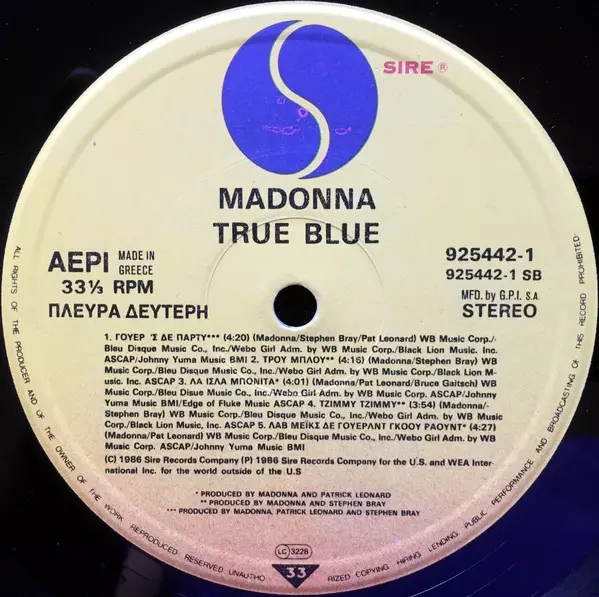 SIRE ®
MADONNA
TRUE BLUE
ΑΕΡΙ MADE IN GREECE
33⅓ RPM
ΠΛΕΥΡΑ ΔΕΥΤΕΡΗ
925442-1
925442-1 SB
MFD. by G.P.I. S.A.
STEREO
1. ΓΟΥΕΡ 'Σ ΔΕ ΠΑΡΤΥ*** (4:20) (Madonna/Stephen Bray/Pat Leonard) WB Music Corp./
Bleu Disque Music Co., Inc./Webo Girl Adm. by WB Music Corp./Black Lion Music. Inc.
ASCAP/Johnny Yuma Music BMI 2. ΤΡΟΥ ΜΠΛΟΥ** (4:16) (Madonna/Stephen Bray) WB
Music Corp./Bleu Disque Music Co., Inc./Webo Girl Adm. by WB Music Corp./Black Lion M-
usic. Inc. ASCAP 3. ΛΑ ΙΣΛΑ ΜΠΟΝΙΤΑ* (4:01) (Madonna/Pat Leonard/Bruce Gaitsch) WB
Music Corp./Bleu Disue Music Co., Inc./Webo Girl Adm. by WB Music Corp. ASCAP/Johnny
Yuma Music BMI/Edge of Fluke Music ASCAP 4. ΤΖΙΜΜΥ ΤΖΙΜΜΥ** (3:54) (Madonna/-
Stephen Bray) WB Music Corp./Bleu Disque Music Co., Inc./Webo Girl Adm. by WB Music
Corp./Black Lion Music, Inc. ASCAP 5. ΛΑΒ ΜΕΪΚΣ ΔΕ ΓΟΥΕΡΛΝΤ ΓΚΟΟΥ ΡΑΟΥΝΤ* (4:27)
(Madonna/Pat Leonard) WB Music Corp./Bleu Disque Music Co., Inc./Webo Girl Adm. by WB
Music Corp. ASCAP/Johnny Yuma Music BMI
(C) 1986 Sire Records Company (P) 1986 Sire Records Company for the U.S. and WEA Inter-
national Inc. for the world outside of the U.S
* PRODUCED BY MADONNA AND PATRICK LEONARD
** PRODUCED BY MADONNA AND STEPHEN BRAY
*** PRODUCED BY MADONNA, PATRICK LEONARD AND STEPHEN BRAY
LC 3228
33
ALL RIGHTS OF THE PRODUCER AND OF THE OWNER OF THE WORK REPRODUCED RESERVED UNAUTHO
RIZED COPYING HIRING LENDING PUBLIC PERFORMANCE AND BROADCASTING OF THIS RECORD PROHIBITED